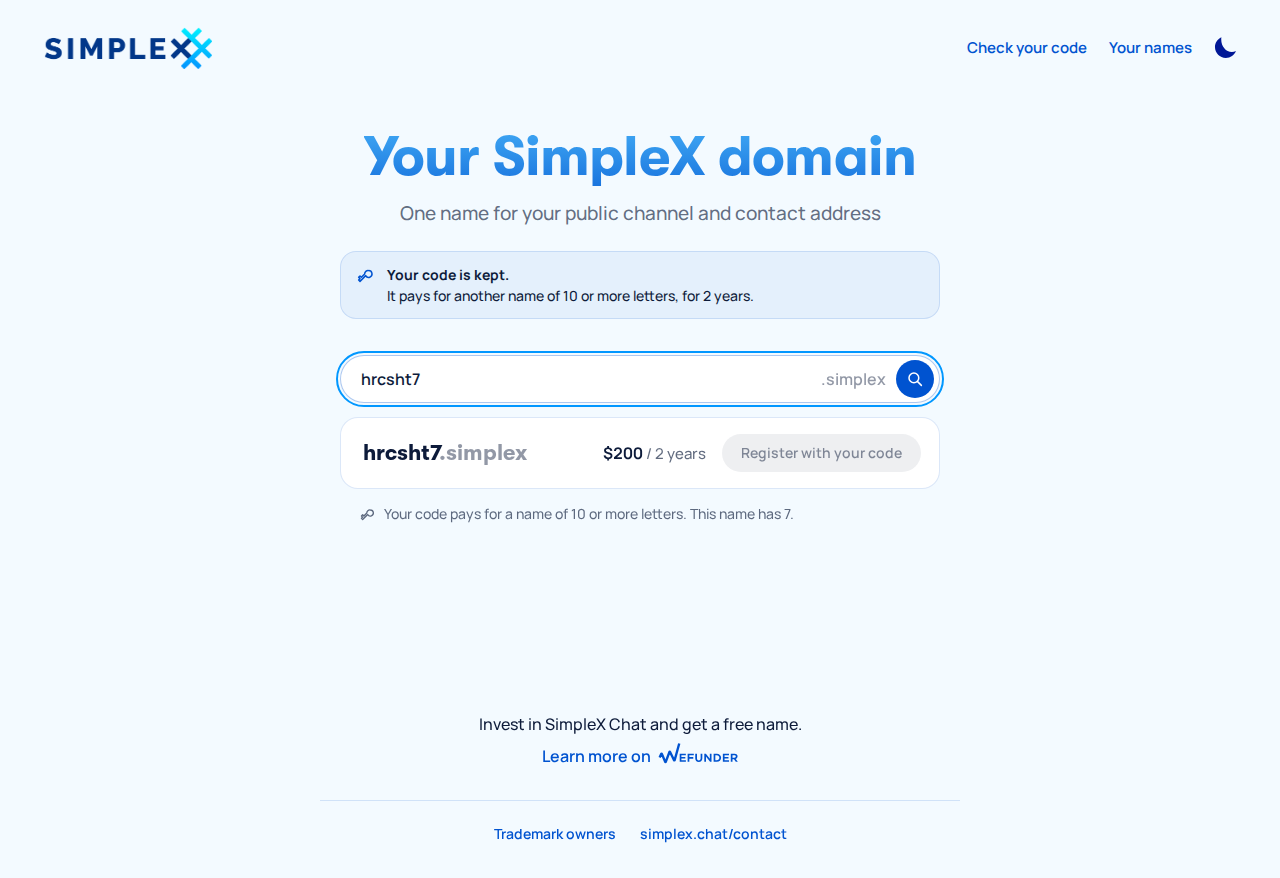 SIMPLEX
Check your code
Your names
Your SimpleX domain
One name for your public channel and contact address
Your code is kept.
It pays for another name of 10 or more letters, for 2 years.
hrcsht7
.simplex
hrcsht7.simplex
$200 / 2 years
Register with your code
Your code pays for a name of 10 or more letters. This name has 7.
Invest in SimpleX Chat and get a free name.
Learn more on WEFUNDER
Trademark owners
simplex.chat/contact